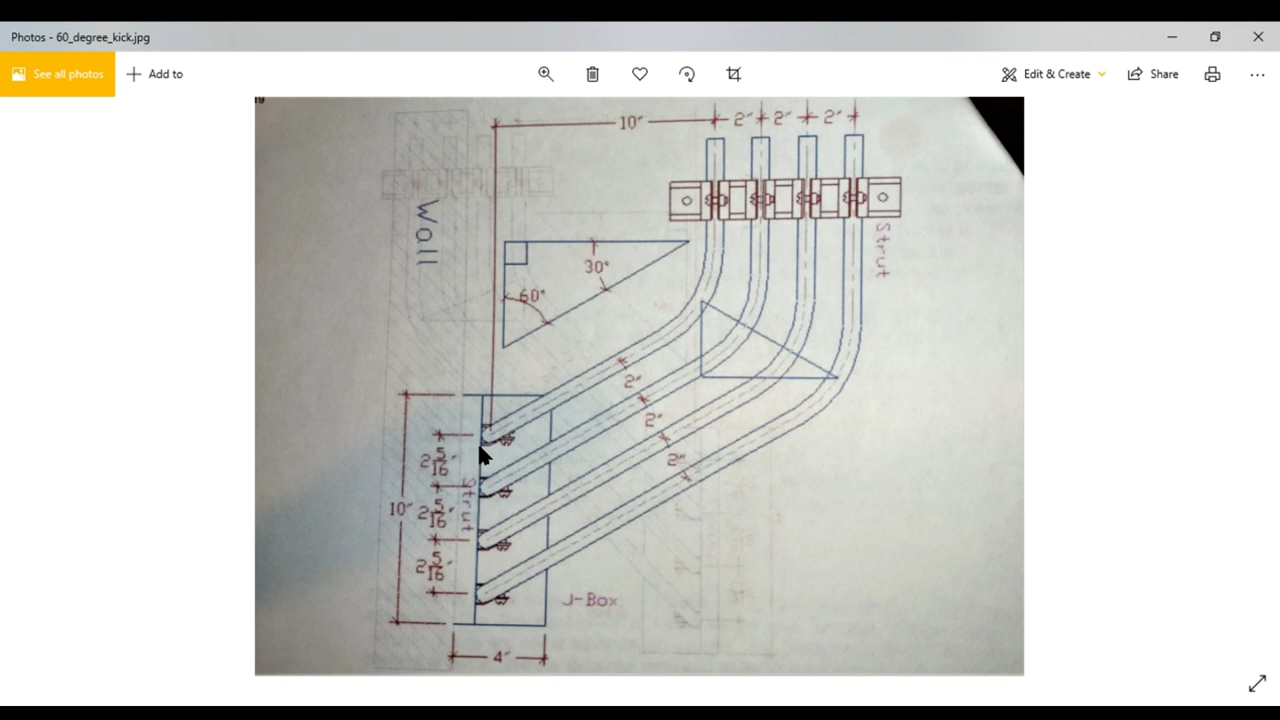 Photos - 60_degree_kick.jpg
See all photos
Add to
Edit & Create
Share
19
10"
2"
2"
2"
Wall
Strut
30°
60°
2"
2"
2"
10"
2 5/16"
2 5/16"
2 5/16"
Strut
J-Box
4"